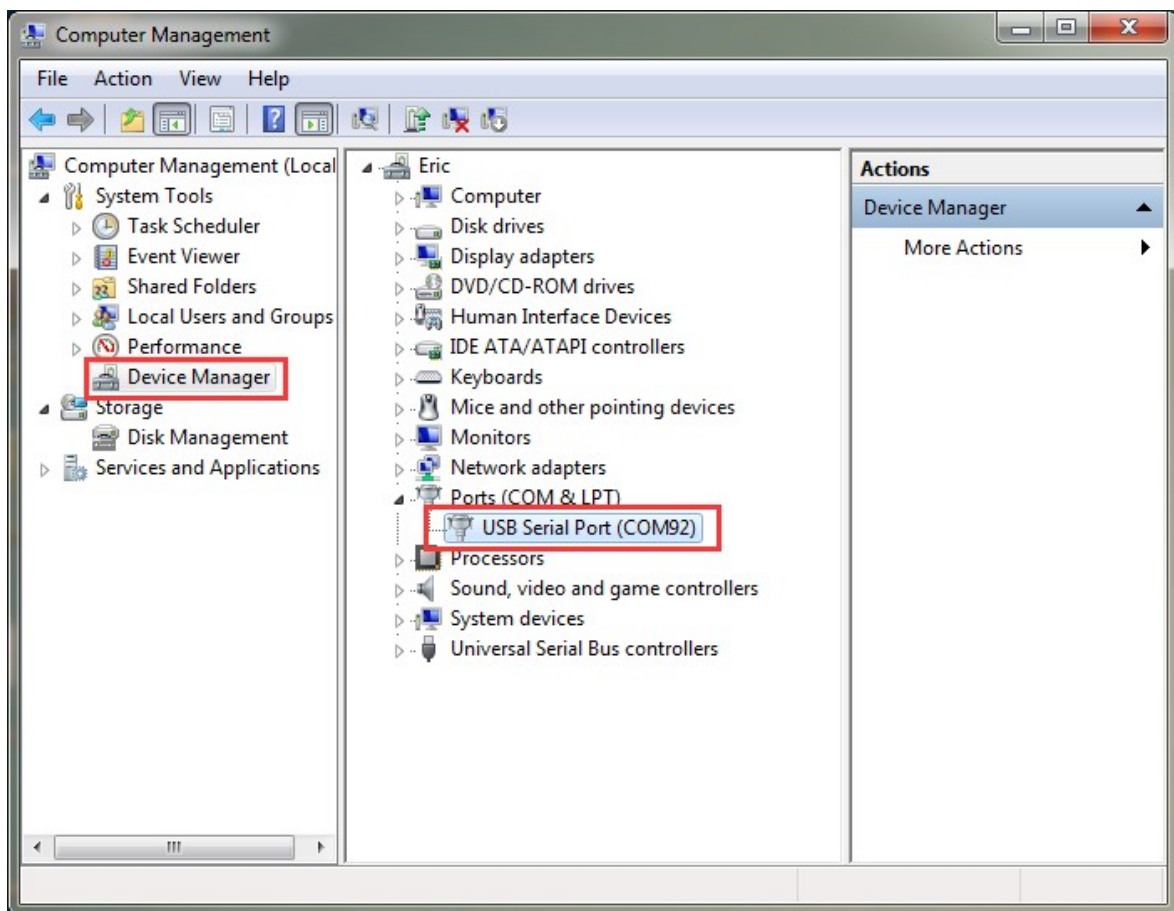 Computer Management
File Action View Help
Computer Management (Local
System Tools
Task Scheduler
Event Viewer
Shared Folders
Local Users and Groups
Performance
Device Manager
Storage
Disk Management
Services and Applications
Eric
Computer
Disk drives
Display adapters
DVD/CD-ROM drives
Human Interface Devices
IDE ATA/ATAPI controllers
Keyboards
Mice and other pointing devices
Monitors
Network adapters
Ports (COM & LPT)
USB Serial Port (COM92)
Processors
Sound, video and game controllers
System devices
Universal Serial Bus controllers
Actions
Device Manager
More Actions